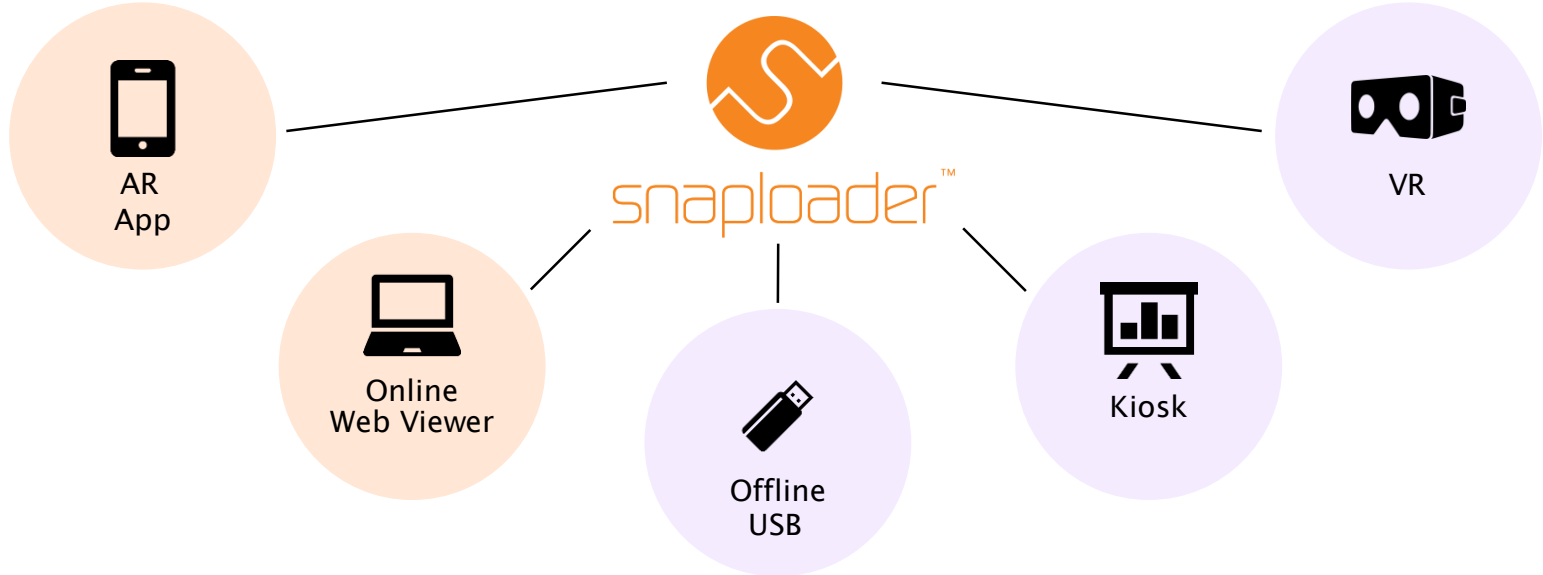 snaploader™
AR
App
VR
Online
Web Viewer
Kiosk
Offline
USB